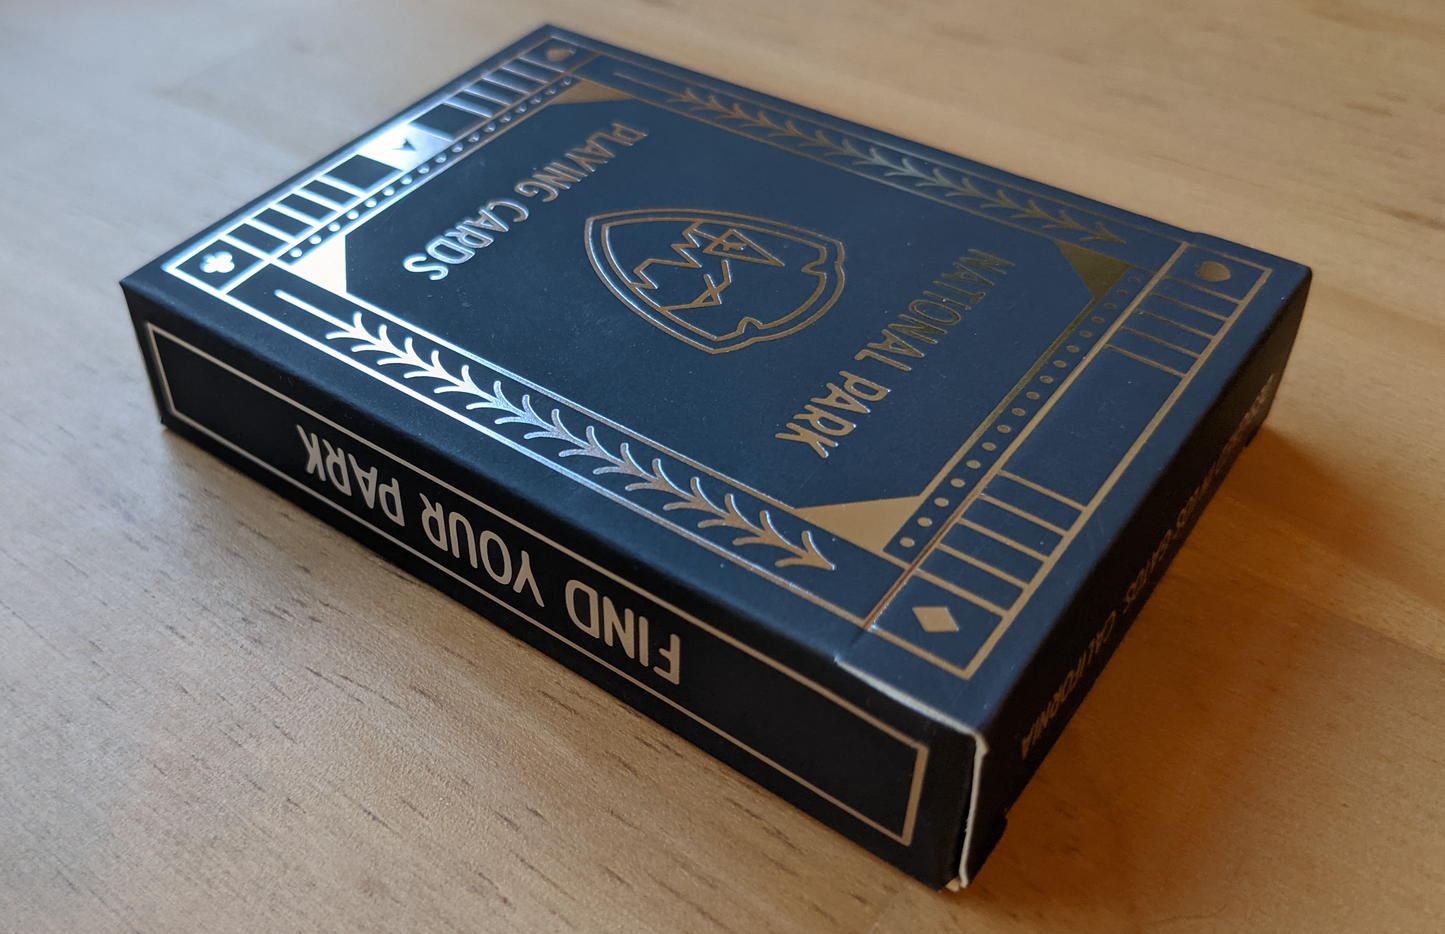 NATIONAL PARK
PLAYING CARDS
FIND YOUR PARK
CALIFORNIA